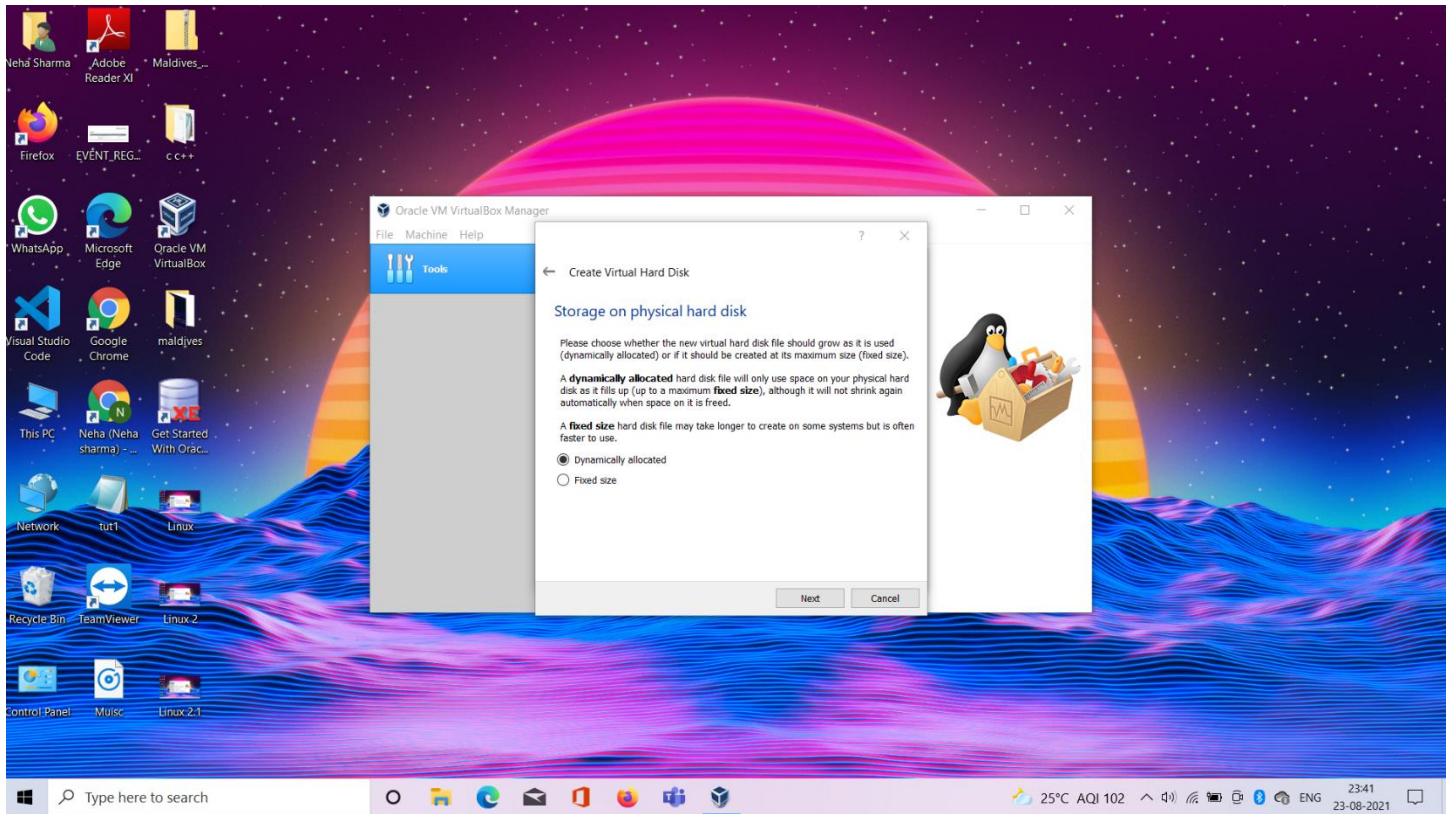 Neha Sharma
Adobe
Reader XI
Maldives_...
Firefox
EVENT_REG...
c c++
WhatsApp
Microsoft
Edge
Oracle VM
VirtualBox
Visual Studio
Code
Google
Chrome
maldives
This PC
Neha (Neha
sharma) - ...
XE
Get Started
With Orac...
Network
tut1
Linux
Recycle Bin
TeamViewer
Linux 2
Control Panel
Muisc
Linux 2.1
Oracle VM VirtualBox Manager
File Machine Help
Tools
?
Create Virtual Hard Disk
Storage on physical hard disk
Please choose whether the new virtual hard disk file should grow as it is used
(dynamically allocated) or if it should be created at its maximum size (fixed size).
A dynamically allocated hard disk file will only use space on your physical hard
disk as it fills up (up to a maximum fixed size), although it will not shrink again
automatically when space on it is freed.
A fixed size hard disk file may take longer to create on some systems but is often
faster to use.
Dynamically allocated
Fixed size
Next Cancel
Type here to search
25°C AQI 102
ENG
23:41
23-08-2021